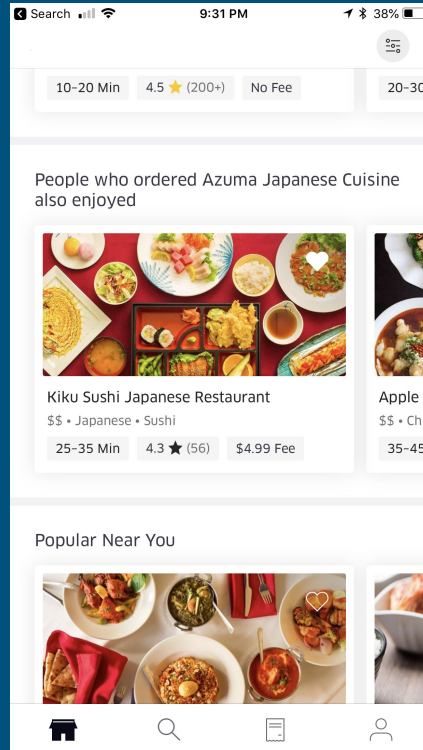 Search
9:31 PM
38%
10–20 Min
4.5 ★ (200+)
No Fee
20–30
People who ordered Azuma Japanese Cuisine
also enjoyed
Kiku Sushi Japanese Restaurant
$$ • Japanese • Sushi
25–35 Min
4.3 ★ (56)
$4.99 Fee
Apple
$$ • Ch
35–45
Popular Near You